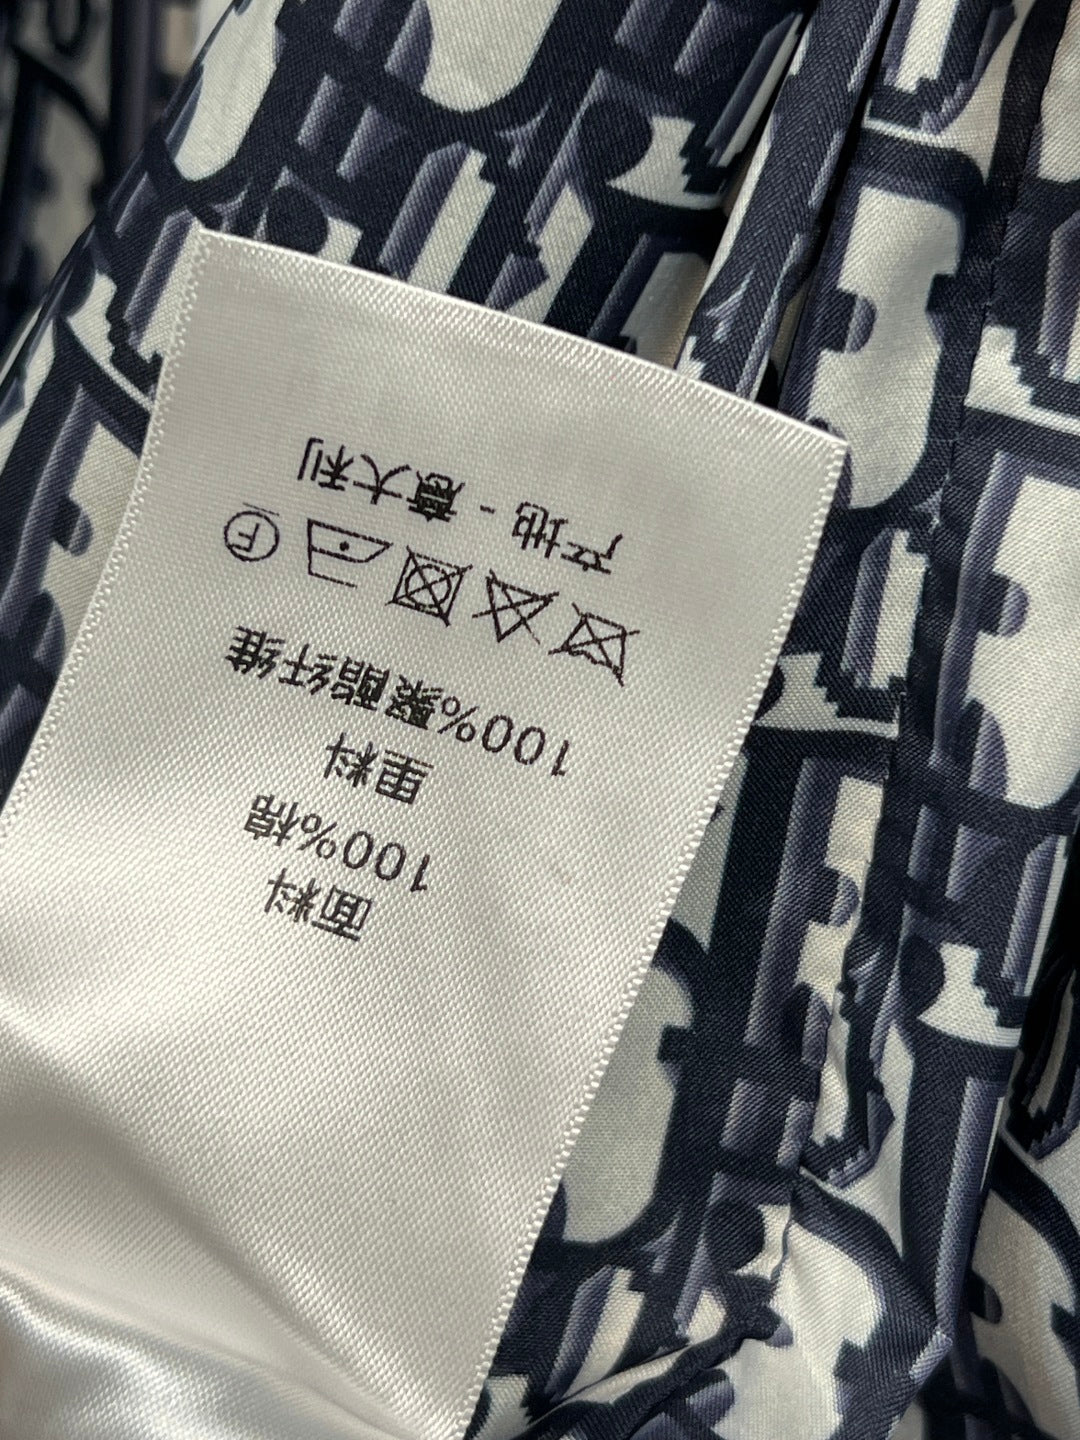 面料
100%棉
里料
100%聚酯纤维
F
产地 - 意大利